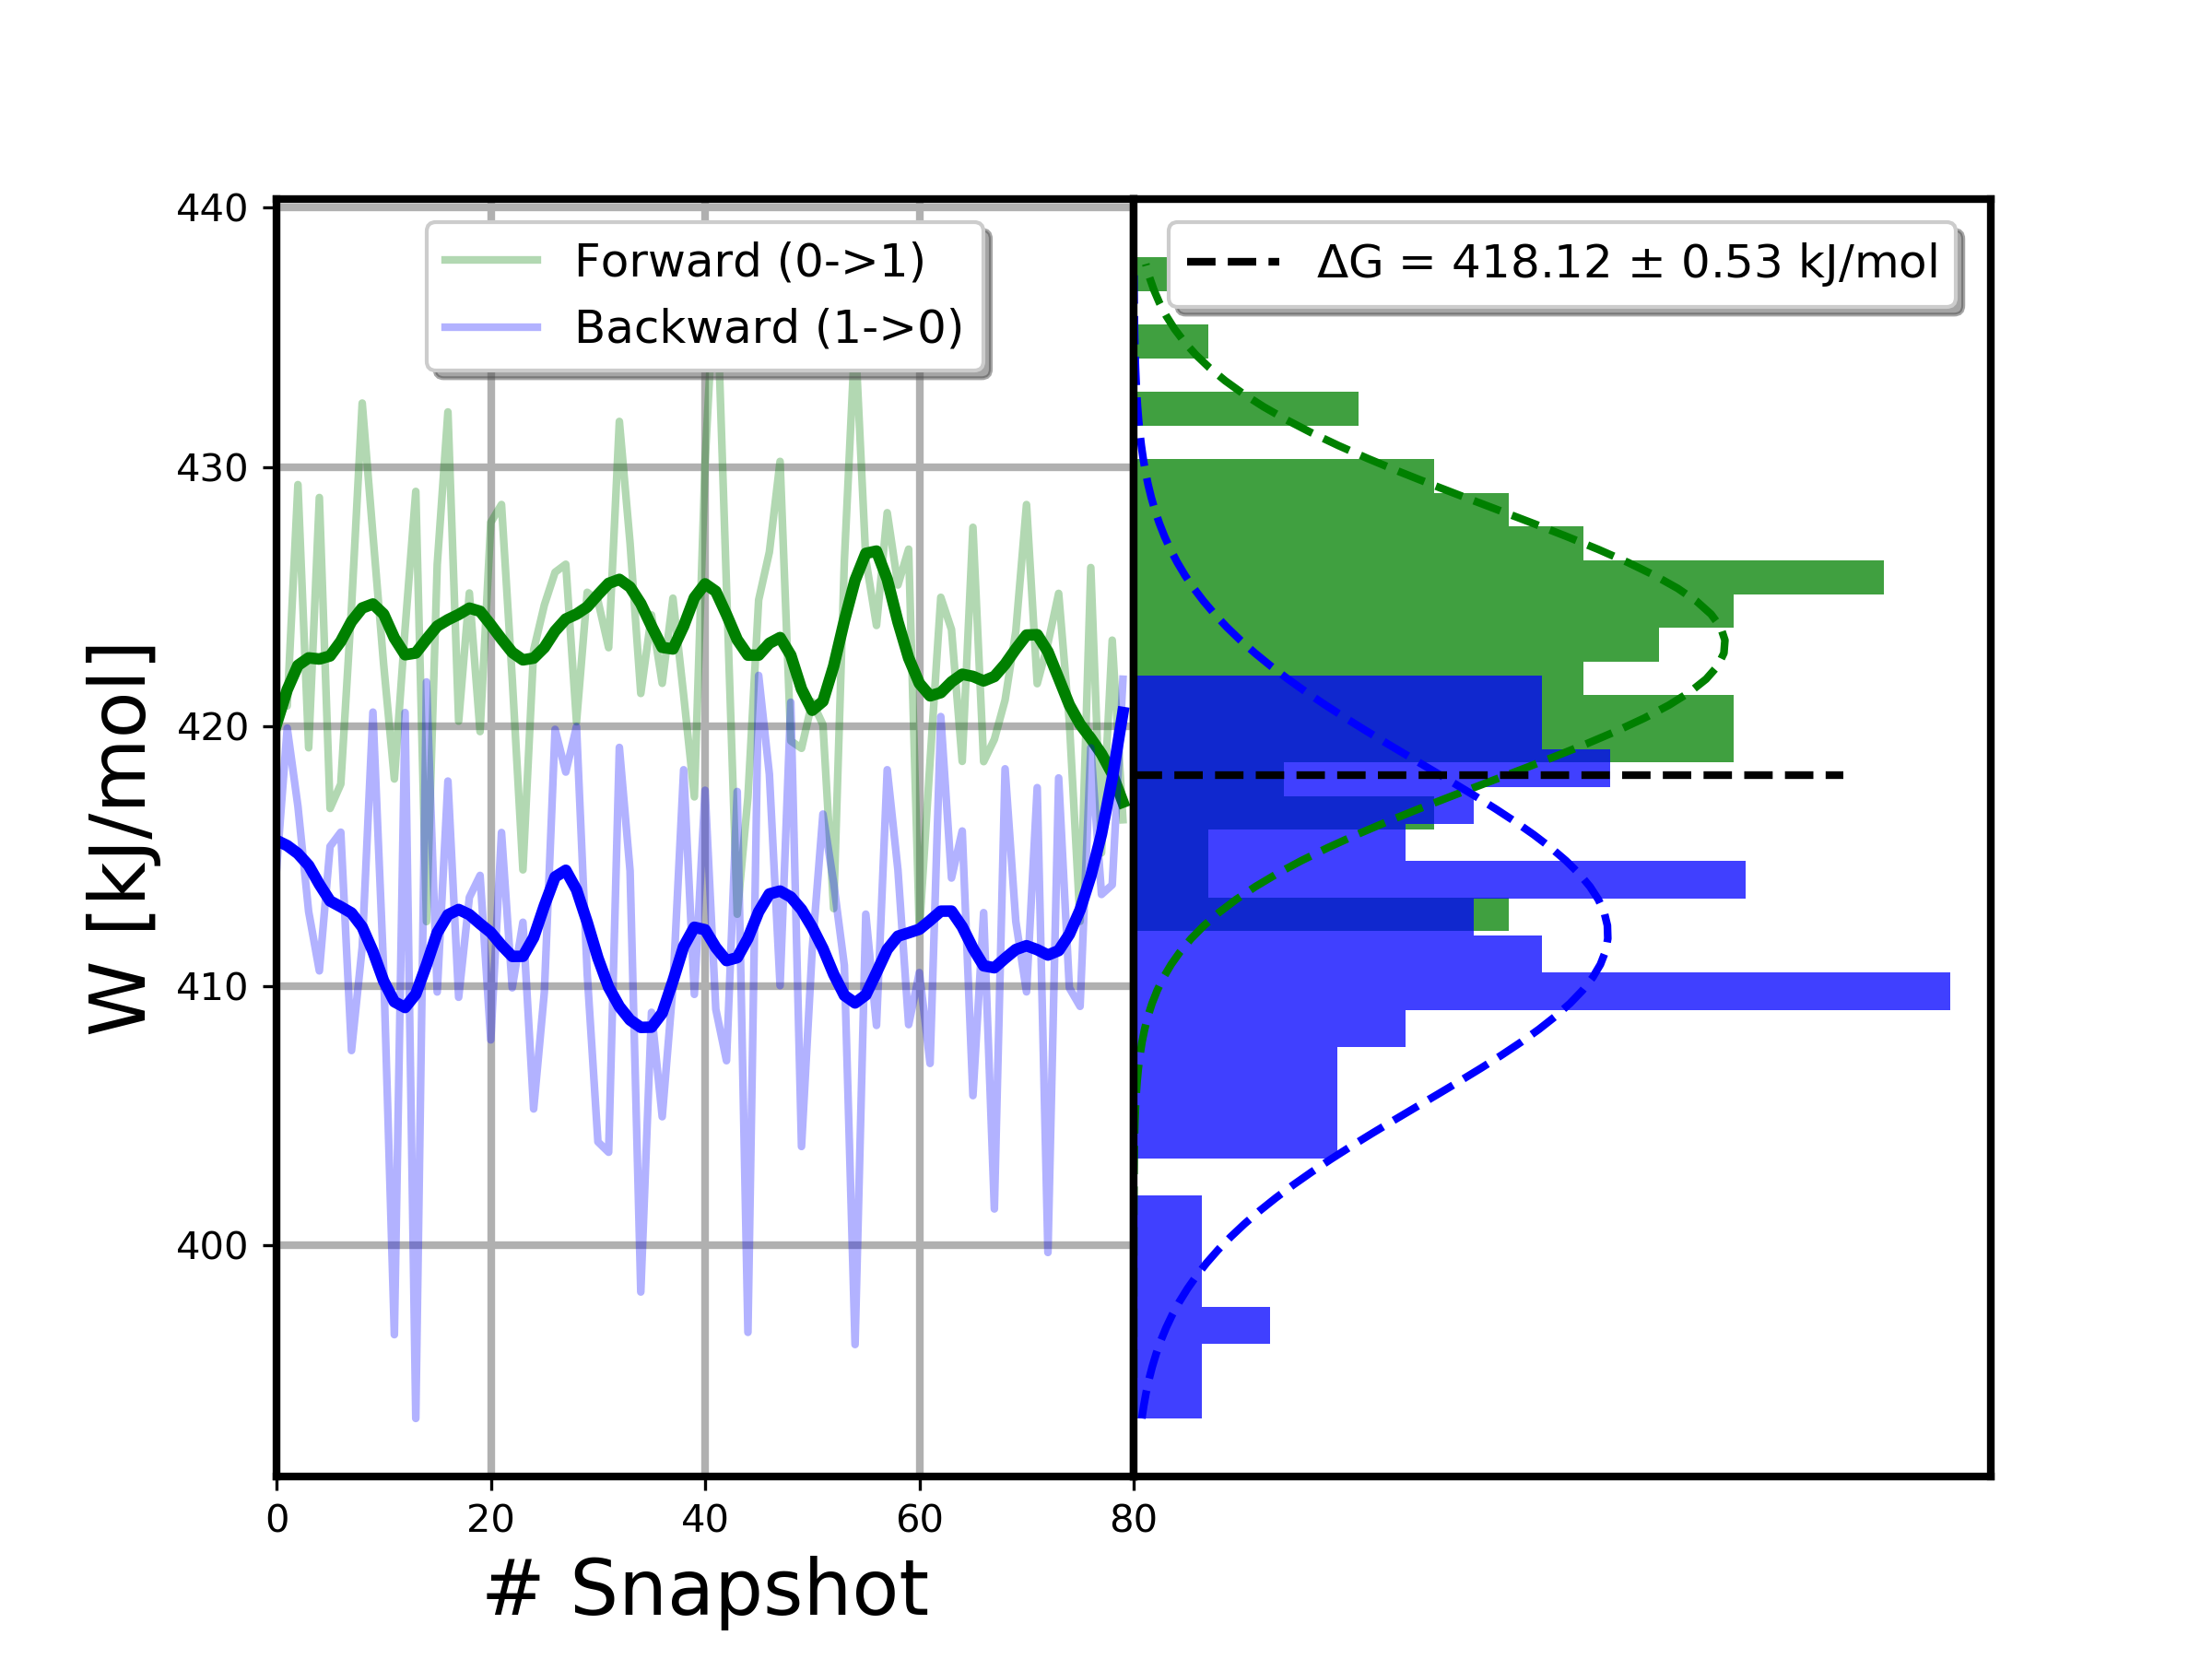 440
430
420
410
400
W [kJ/mol]
Forward (0->1)
Backward (1->0)
ΔG = 418.12 ± 0.53 kJ/mol
0 20 40 60 80
# Snapshot